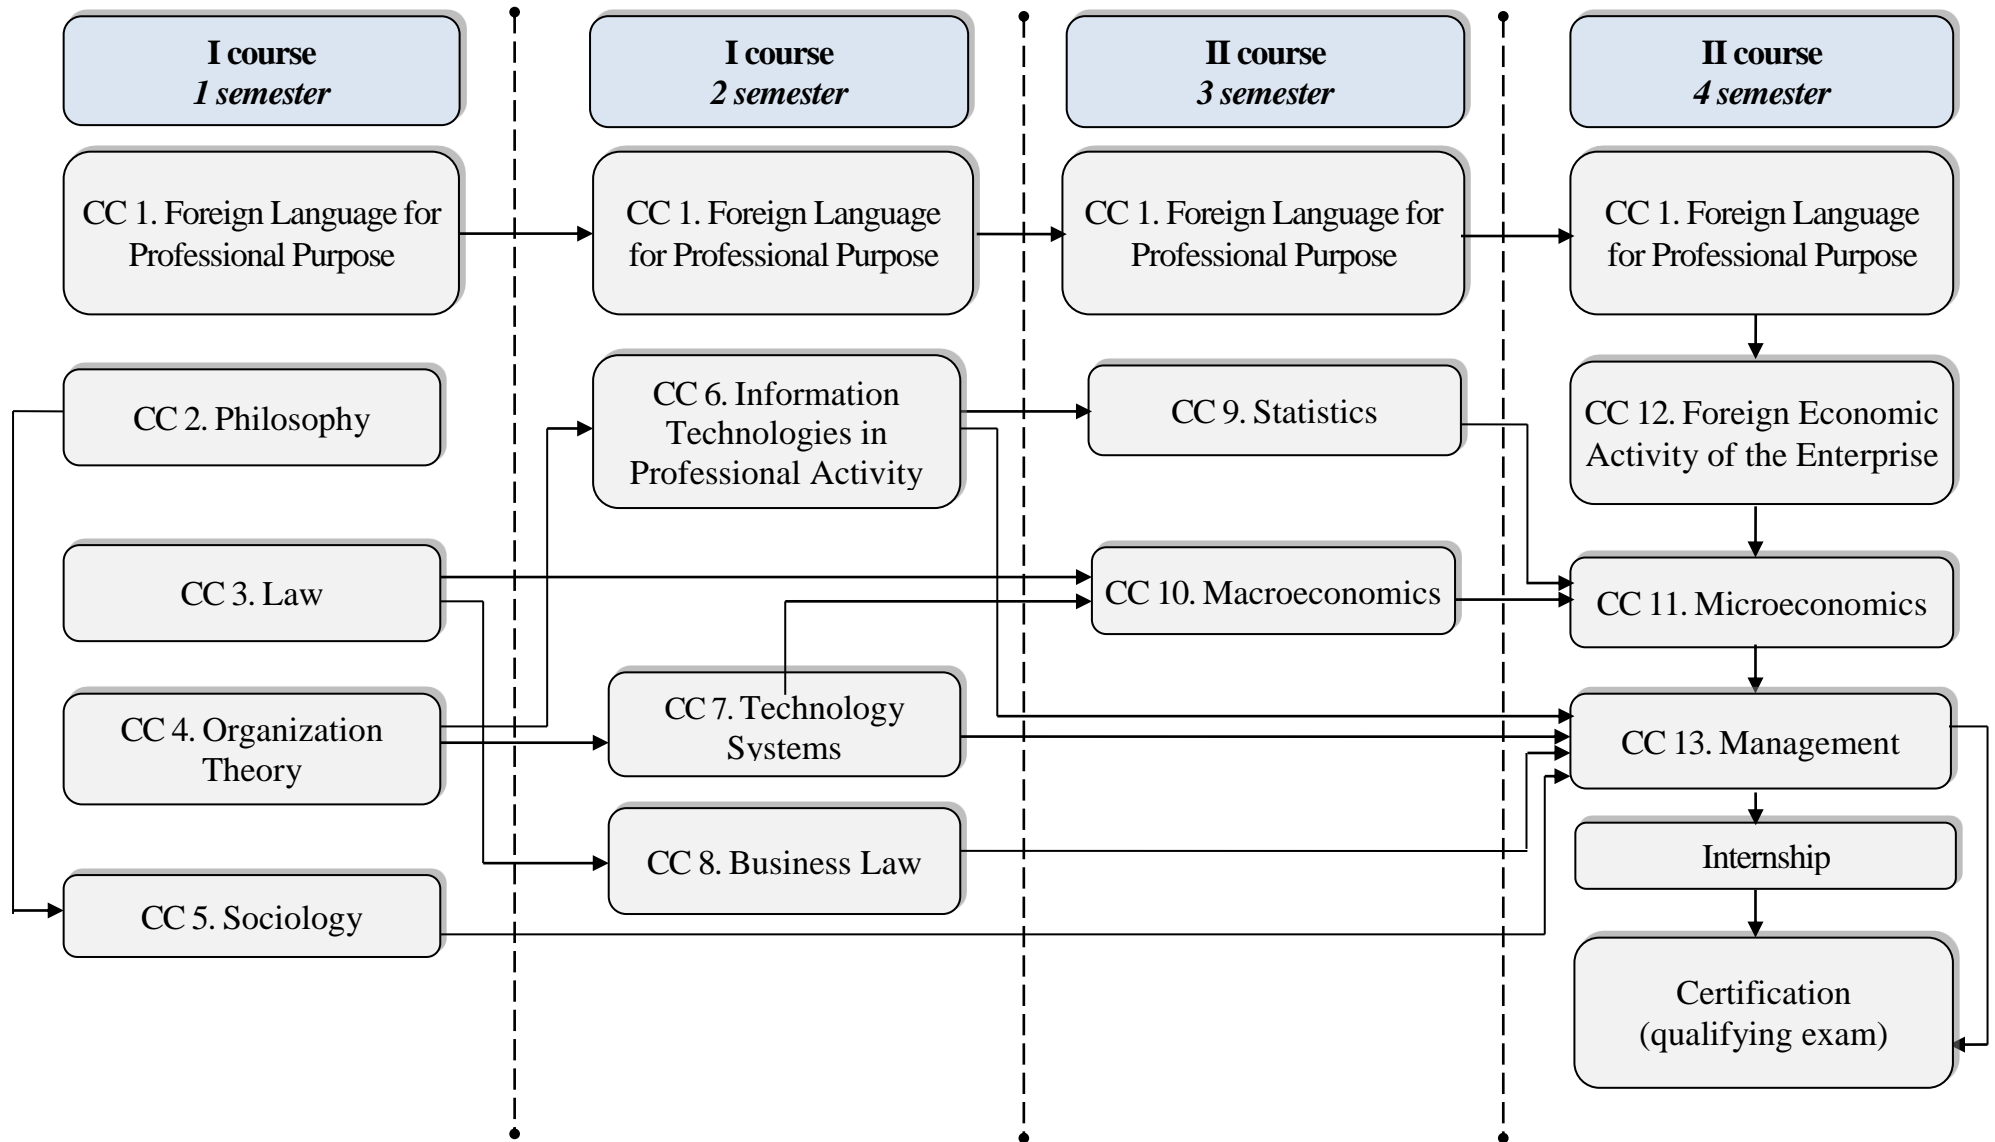 I course
1 semester
I course
2 semester
II course
3 semester
II course
4 semester
CC 1. Foreign Language for
Professional Purpose
CC 1. Foreign Language
for Professional Purpose
CC 1. Foreign Language for
Professional Purpose
CC 1. Foreign Language
for Professional Purpose
CC 2. Philosophy
CC 6. Information
Technologies in
Professional Activity
CC 9. Statistics
CC 12. Foreign Economic
Activity of the Enterprise
CC 3. Law
CC 10. Macroeconomics
CC 11. Microeconomics
CC 4. Organization
Theory
CC 7. Technology
Systems
CC 13. Management
CC 8. Business Law
Internship
CC 5. Sociology
Certification
(qualifying exam)